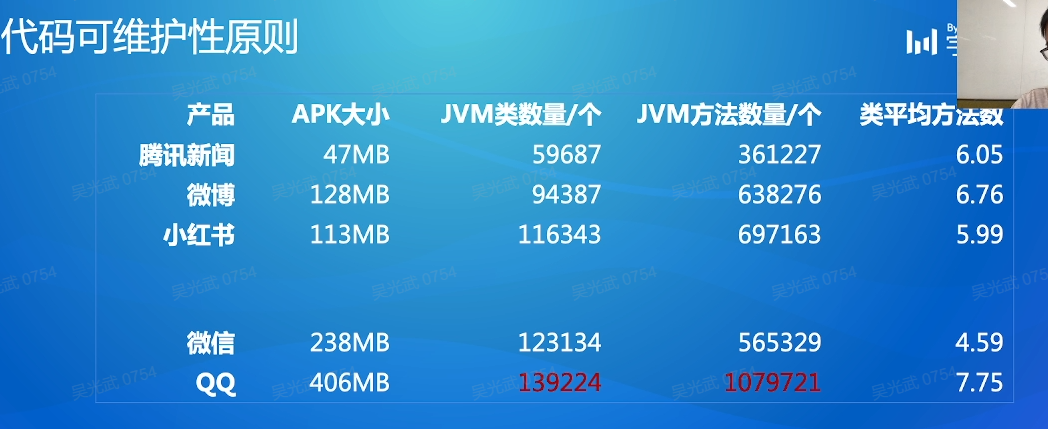 代码可维护性原则
By
产品 APK大小 JVM类数量/个 JVM方法数量/个 类平均方法数
腾讯新闻 47MB 59687 361227 6.05
微博 128MB 94387 638276 6.76
小红书 113MB 116343 697163 5.99
微信 238MB 123134 565329 4.59
QQ 406MB 139224 1079721 7.75
吴光武 0754